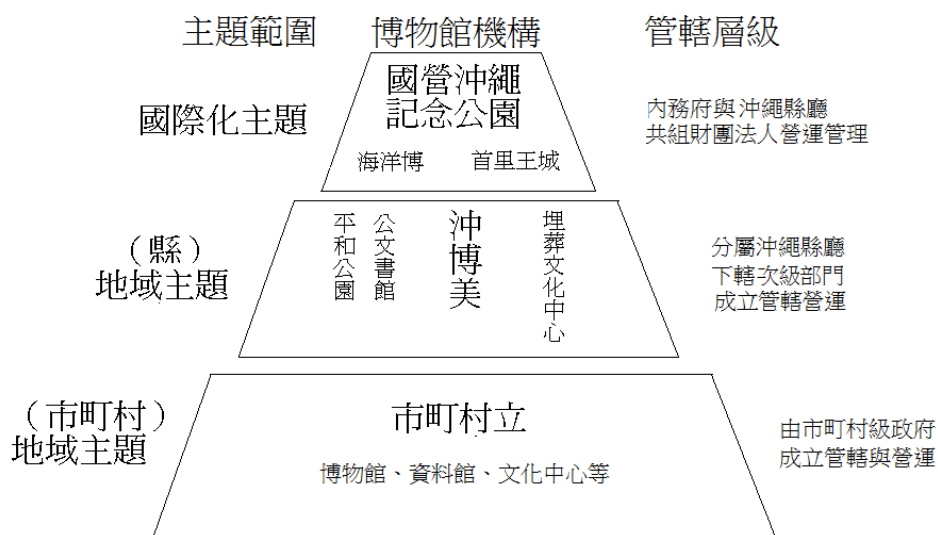 主題範圍 博物館機構 管轄層級
國際化主題
國營沖繩
記念公園
海洋博 首里王城
內務府與沖繩縣廳
共組財團法人營運管理
（縣）
地域主題
平和公園
公文書館
沖博美
埋葬文化中心
分屬沖繩縣廳
下轄次級部門
成立管轄營運
（市町村）
地域主題
市町村立
博物館、資料館、文化中心等
由市町村級政府
成立管轄與營運